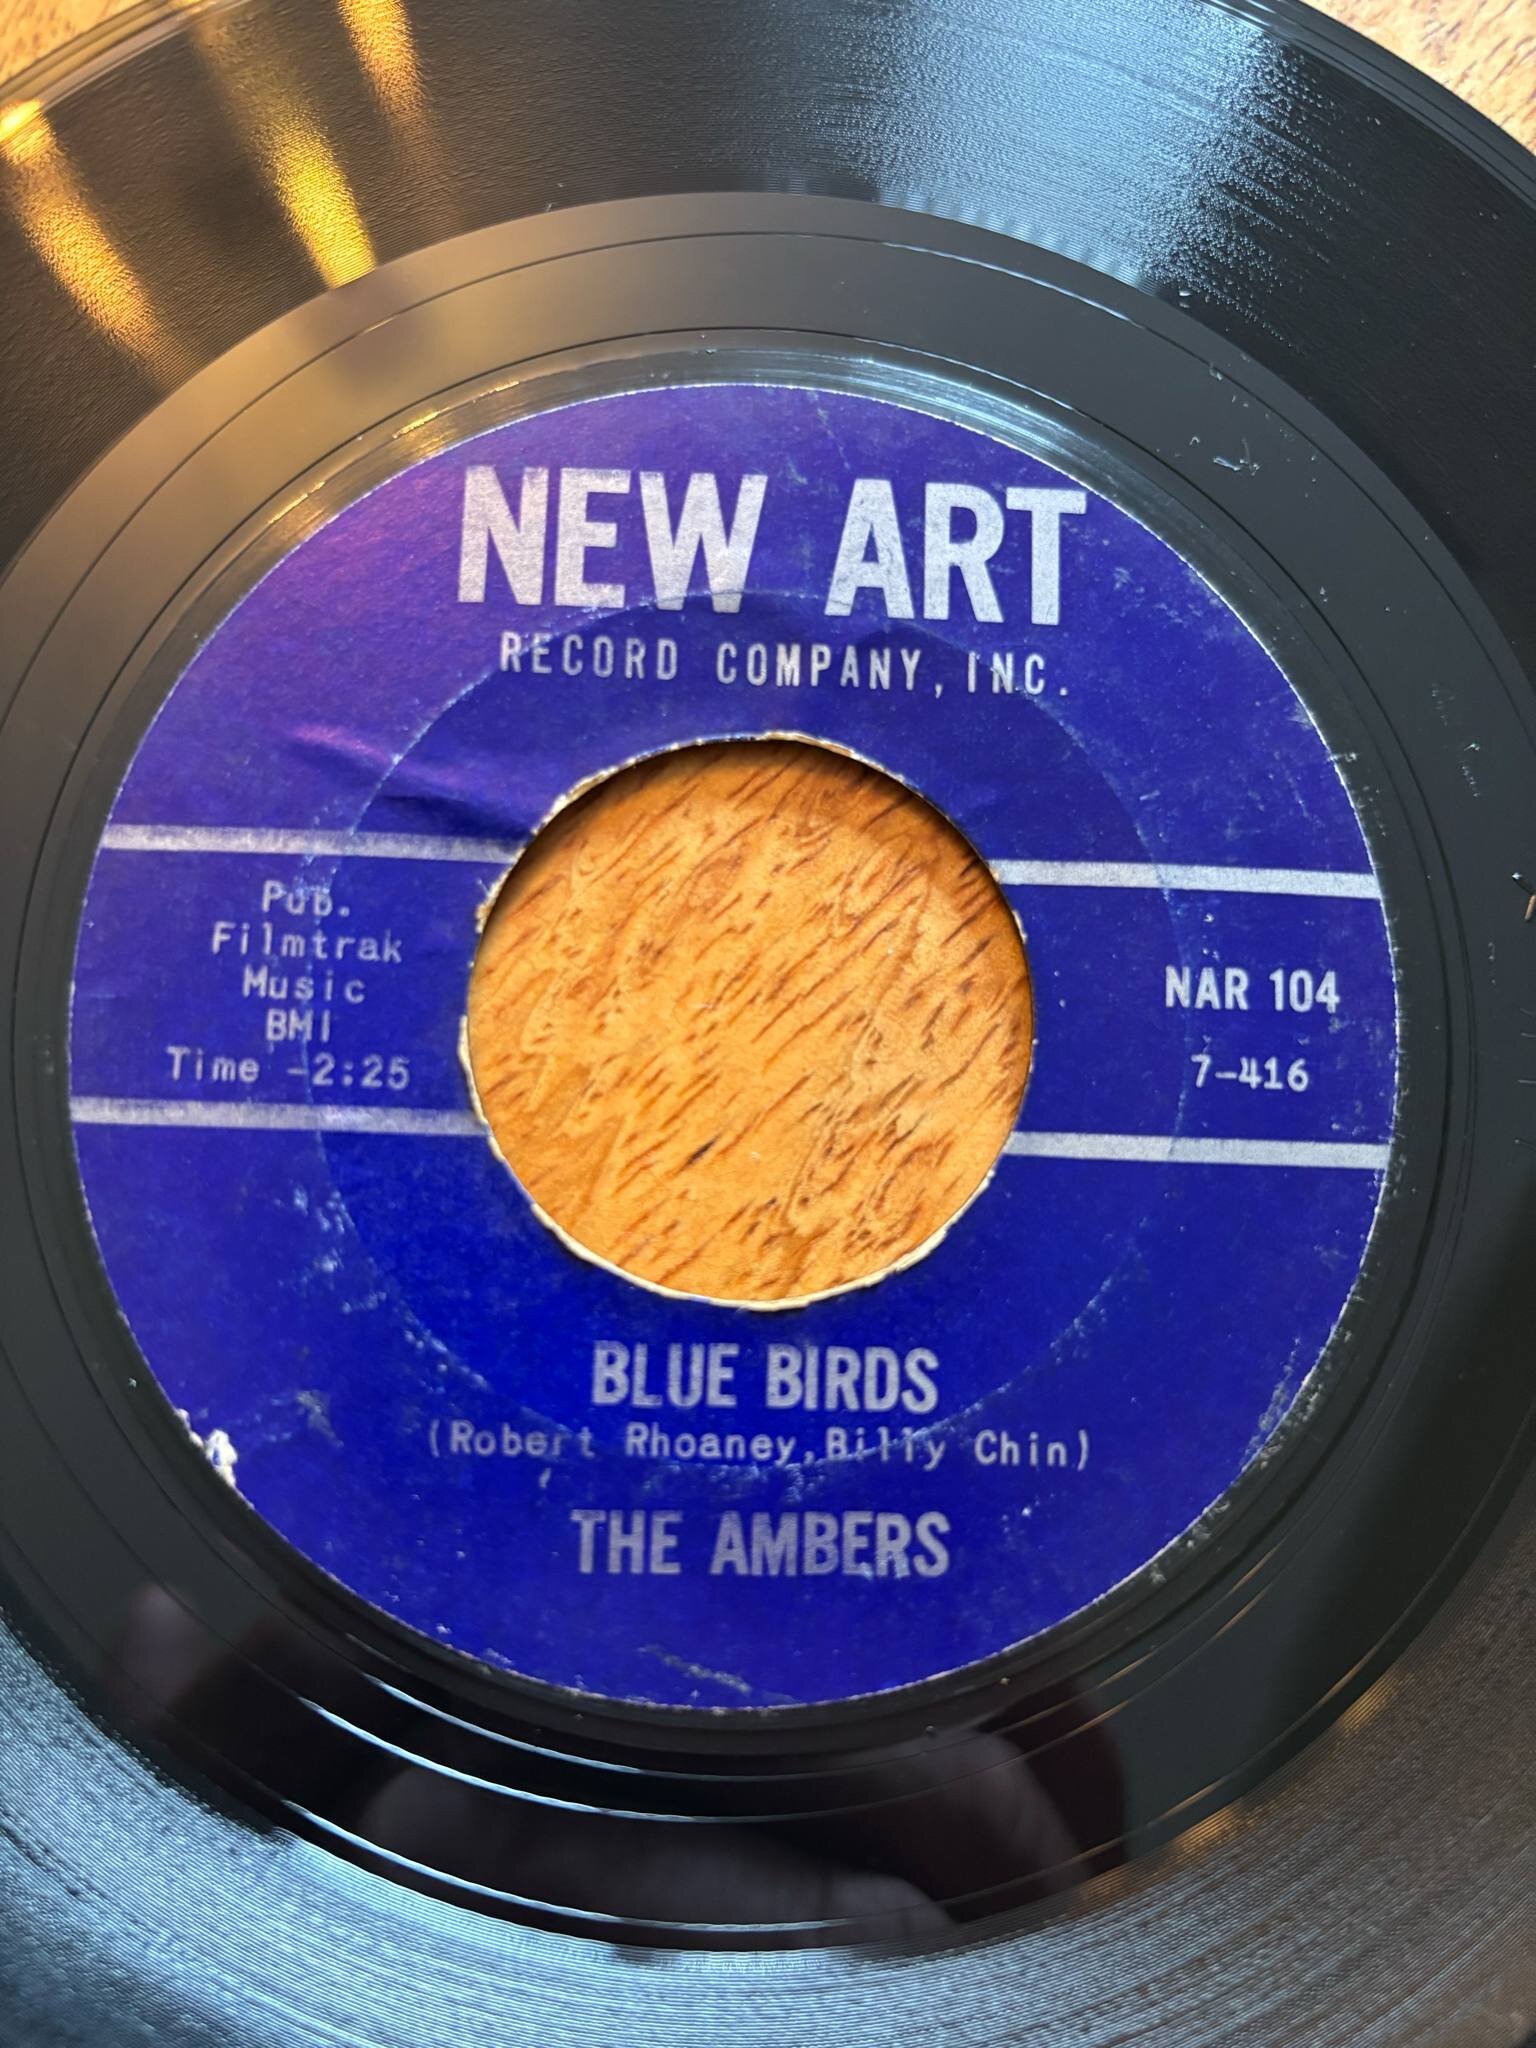 NEW ART
RECORD COMPANY, INC.
Pub.
Filmtrak
Music
BMI
Time -2:25
NAR 104
7-416
BLUE BIRDS
(Robert Rhoaney, Billy Chin)
THE AMBERS